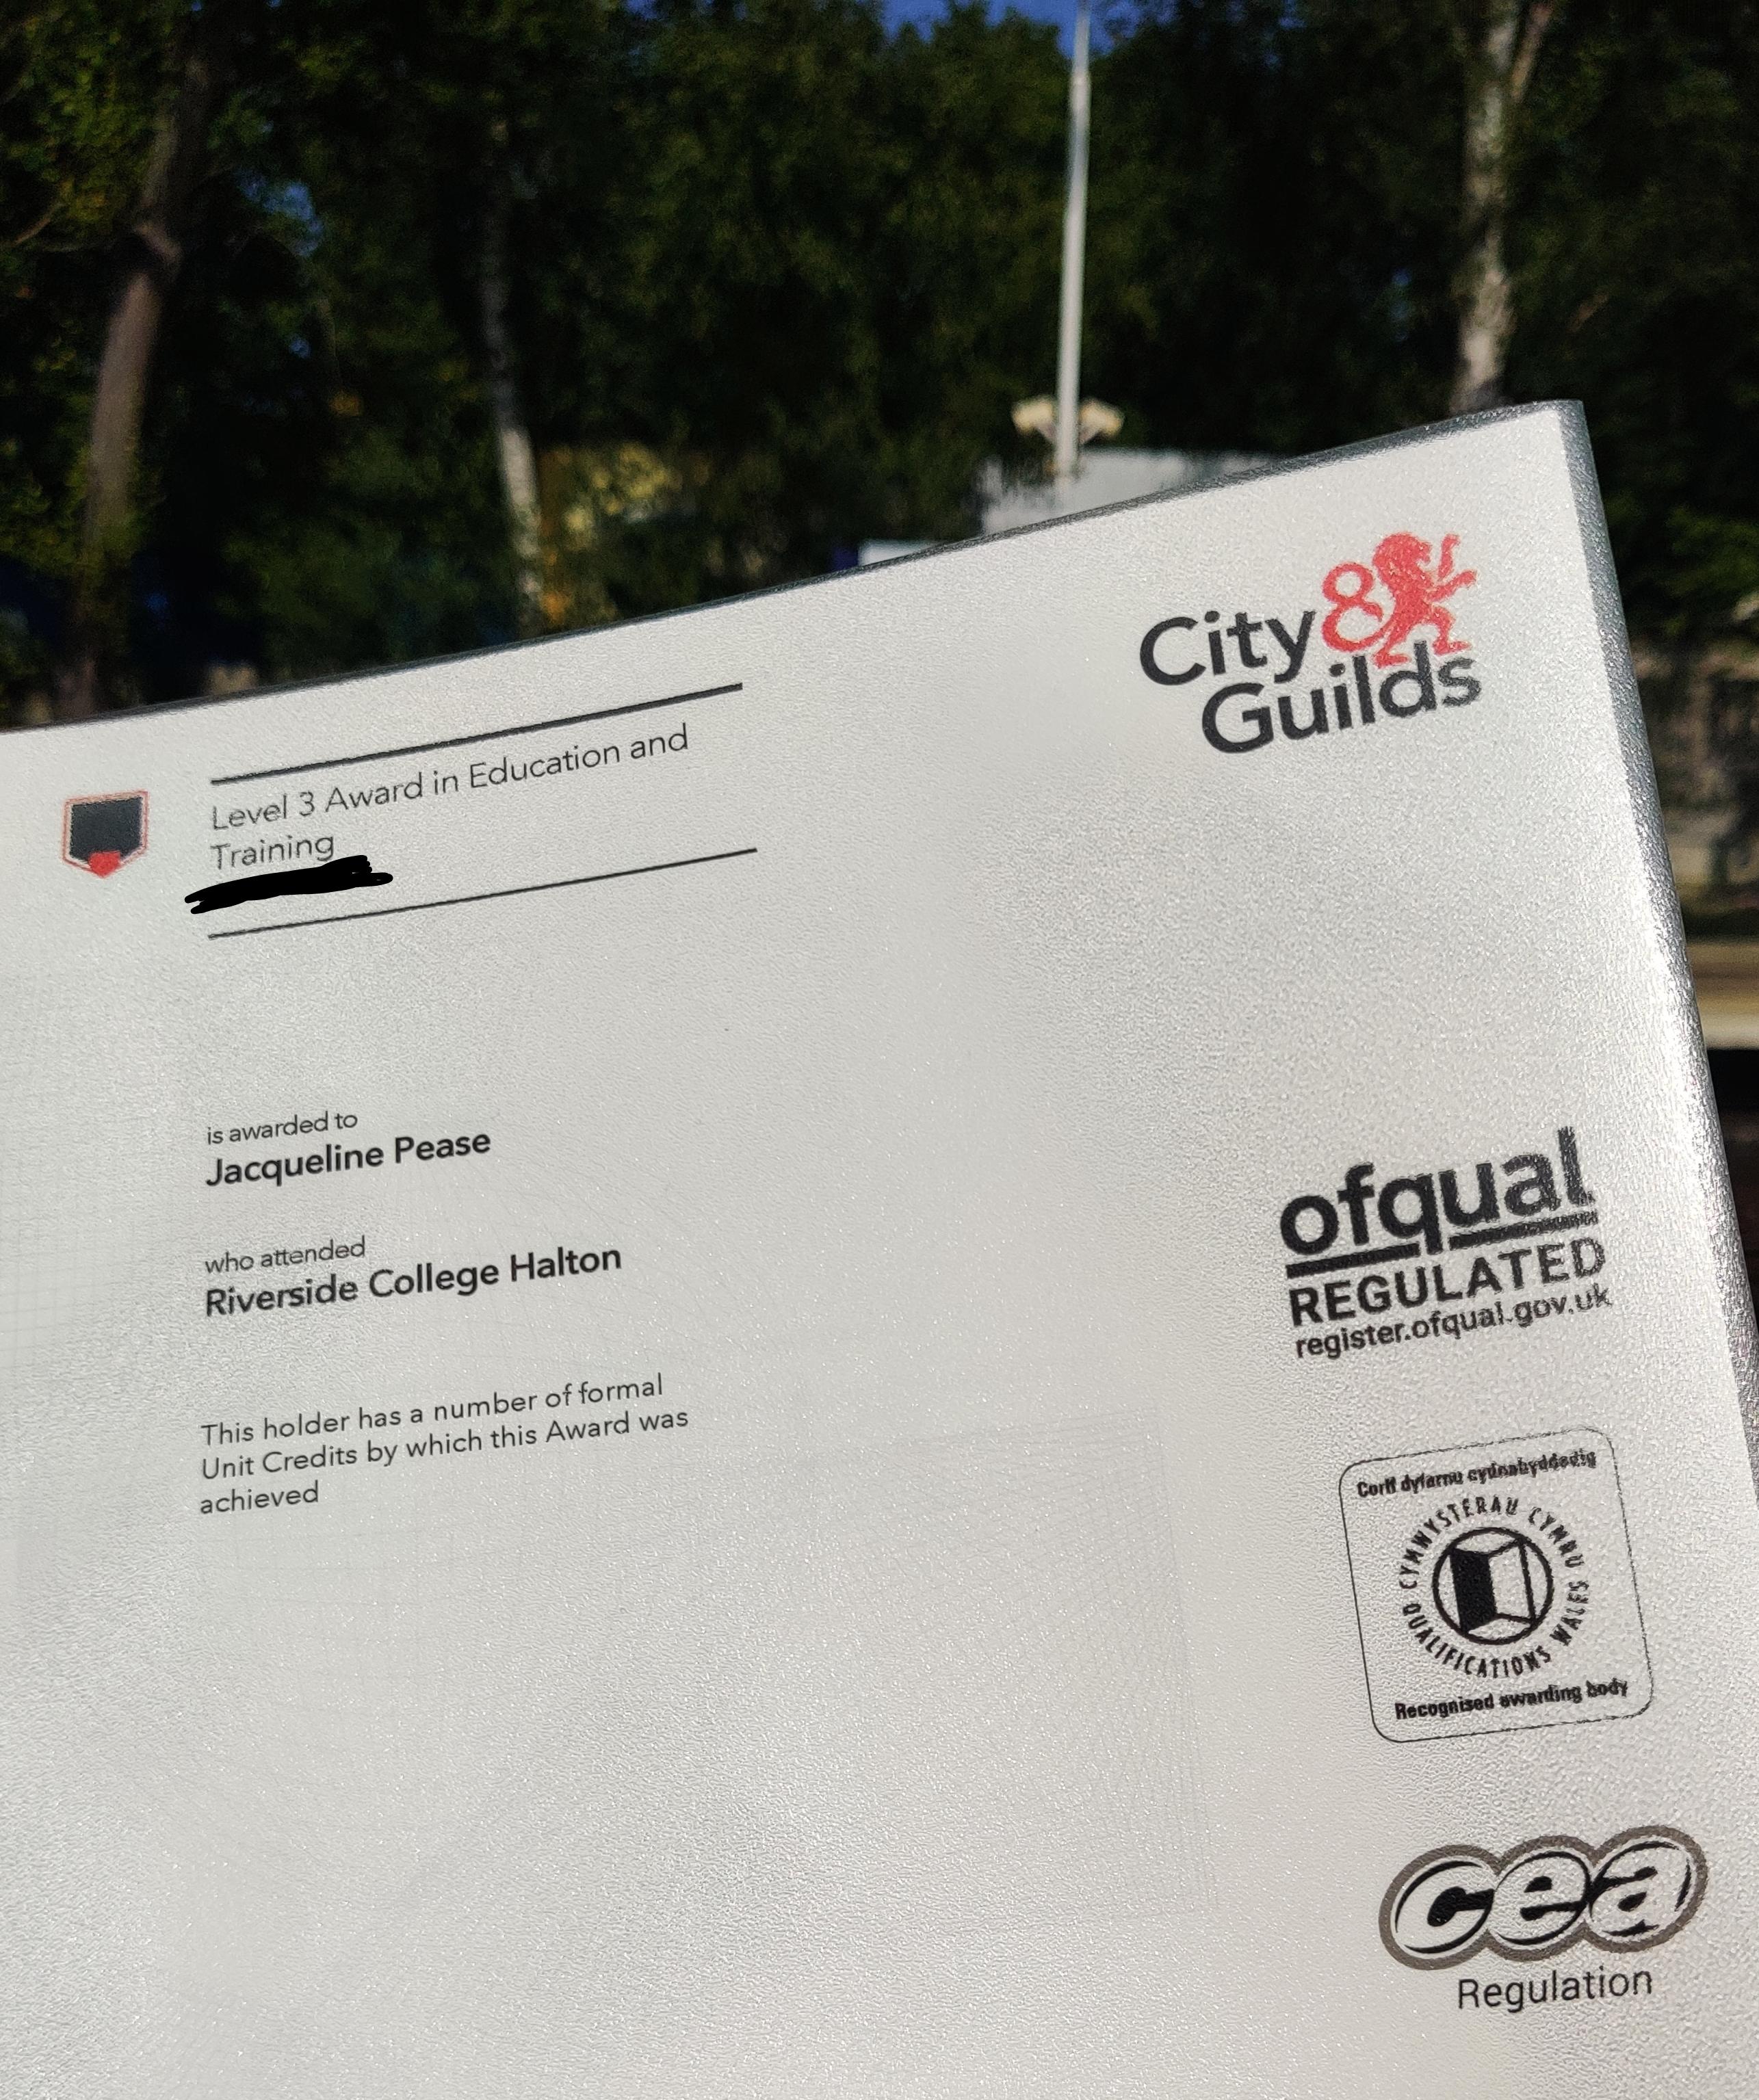 City & Guilds
Level 3 Award in Education and
Training
is awarded to
Jacqueline Pease
who attended
Riverside College Halton
This holder has a number of formal
Unit Credits by which this Award was
achieved
ofqual
REGULATED
register.ofqual.gov.uk
Corff dyfarnu cydnabyddedig
CYMWYSTERAU CYMRU
QUALIFICATIONS WALES
Recognised awarding body
cea
Regulation